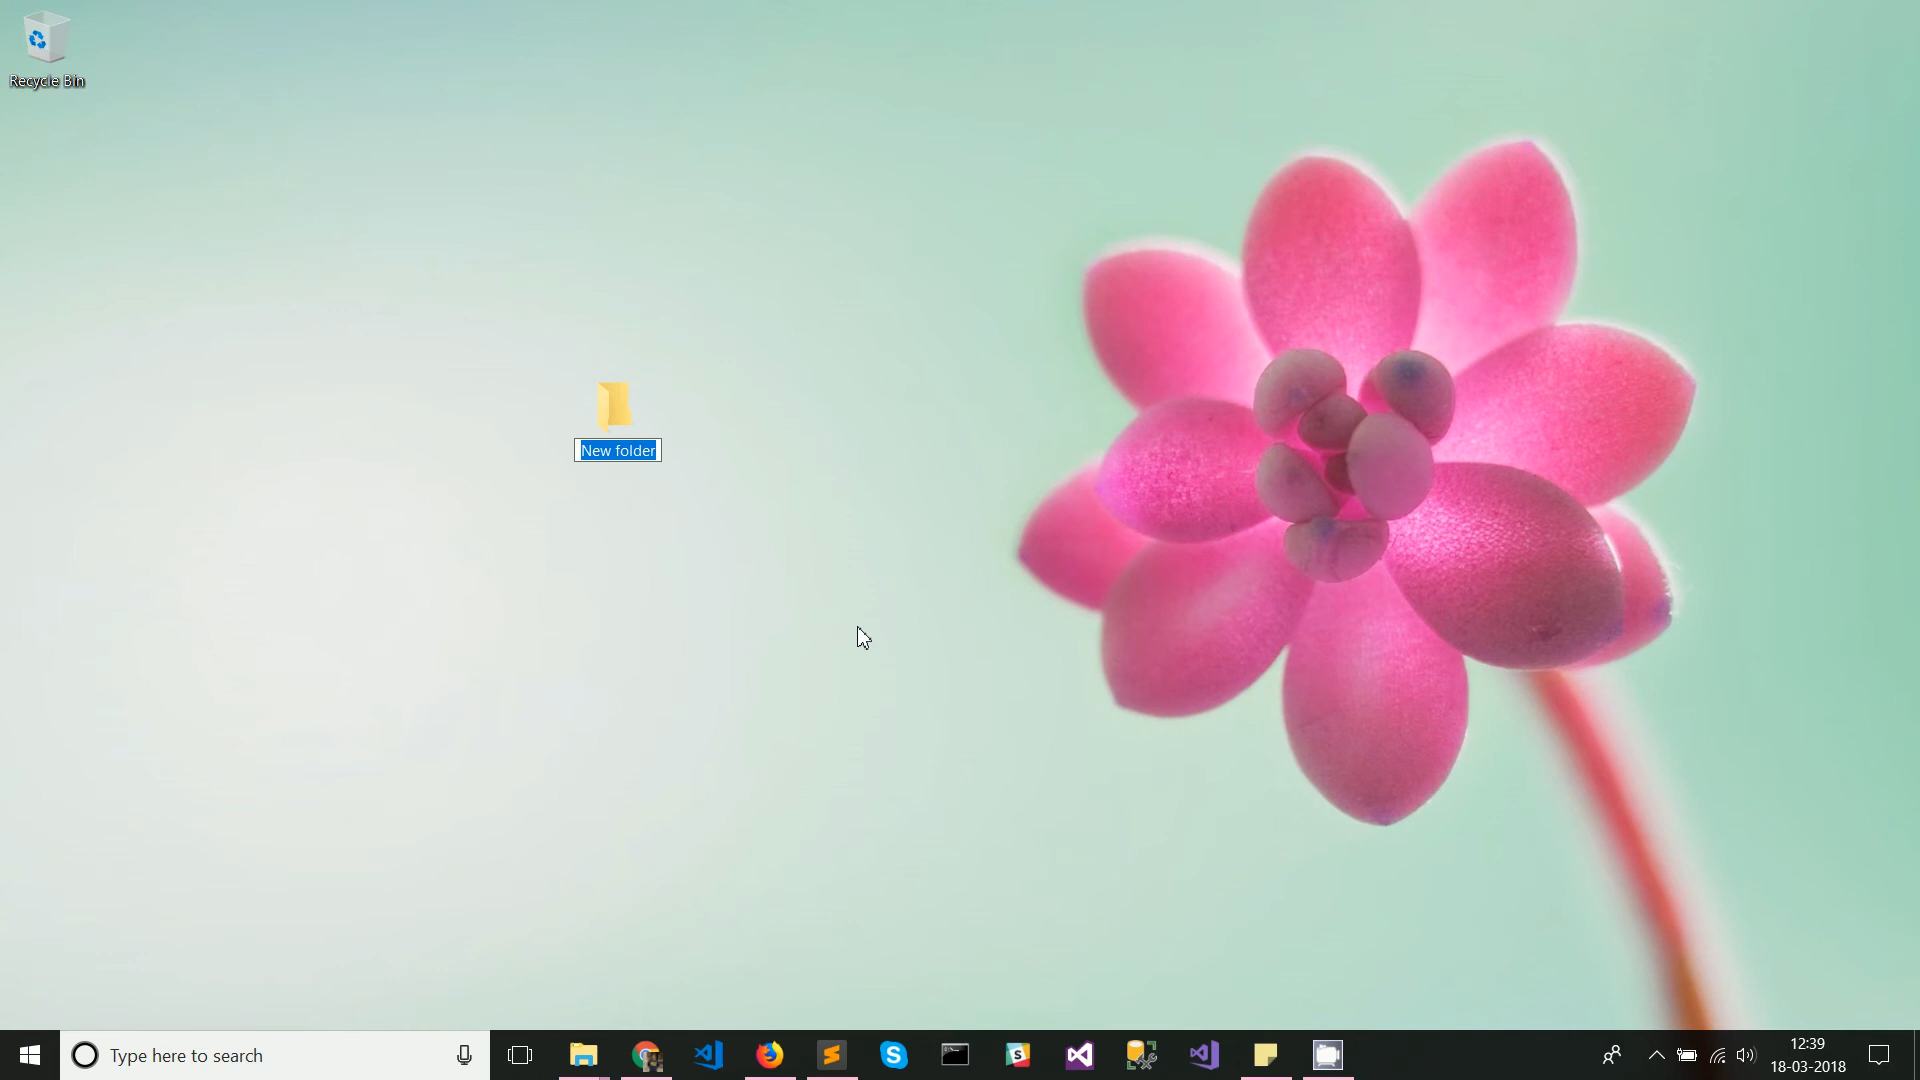 Recycle Bin
New folder
Type here to search
12:39
18-03-2018